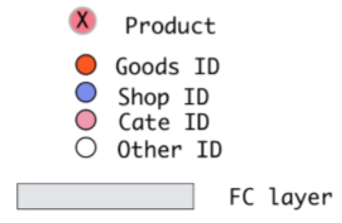 X Product
Goods ID
Shop ID
Cate ID
Other ID
FC layer